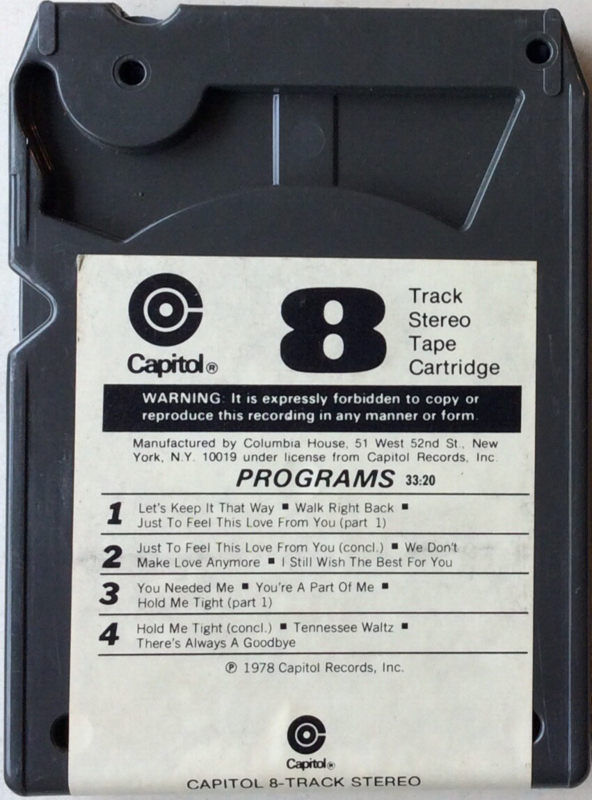 Capitol®
8
Track
Stereo
Tape
Cartridge
WARNING: It is expressly forbidden to copy or
reproduce this recording in any manner or form.
Manufactured by Columbia House, 51 West 52nd St., New
York, N.Y. 10019 under license from Capitol Records, Inc.
PROGRAMS 33:20
1 Let's Keep It That Way ■ Walk Right Back ■
Just To Feel This Love From You (part 1)
2 Just To Feel This Love From You (concl.) ■ We Don't
Make Love Anymore ■ I Still Wish The Best For You
3 You Needed Me ■ You're A Part Of Me ■
Hold Me Tight (part 1)
4 Hold Me Tight (concl.) ■ Tennessee Waltz ■
There's Always A Goodbye
℗ 1978 Capitol Records, Inc.
Capitol®
CAPITOL 8-TRACK STEREO